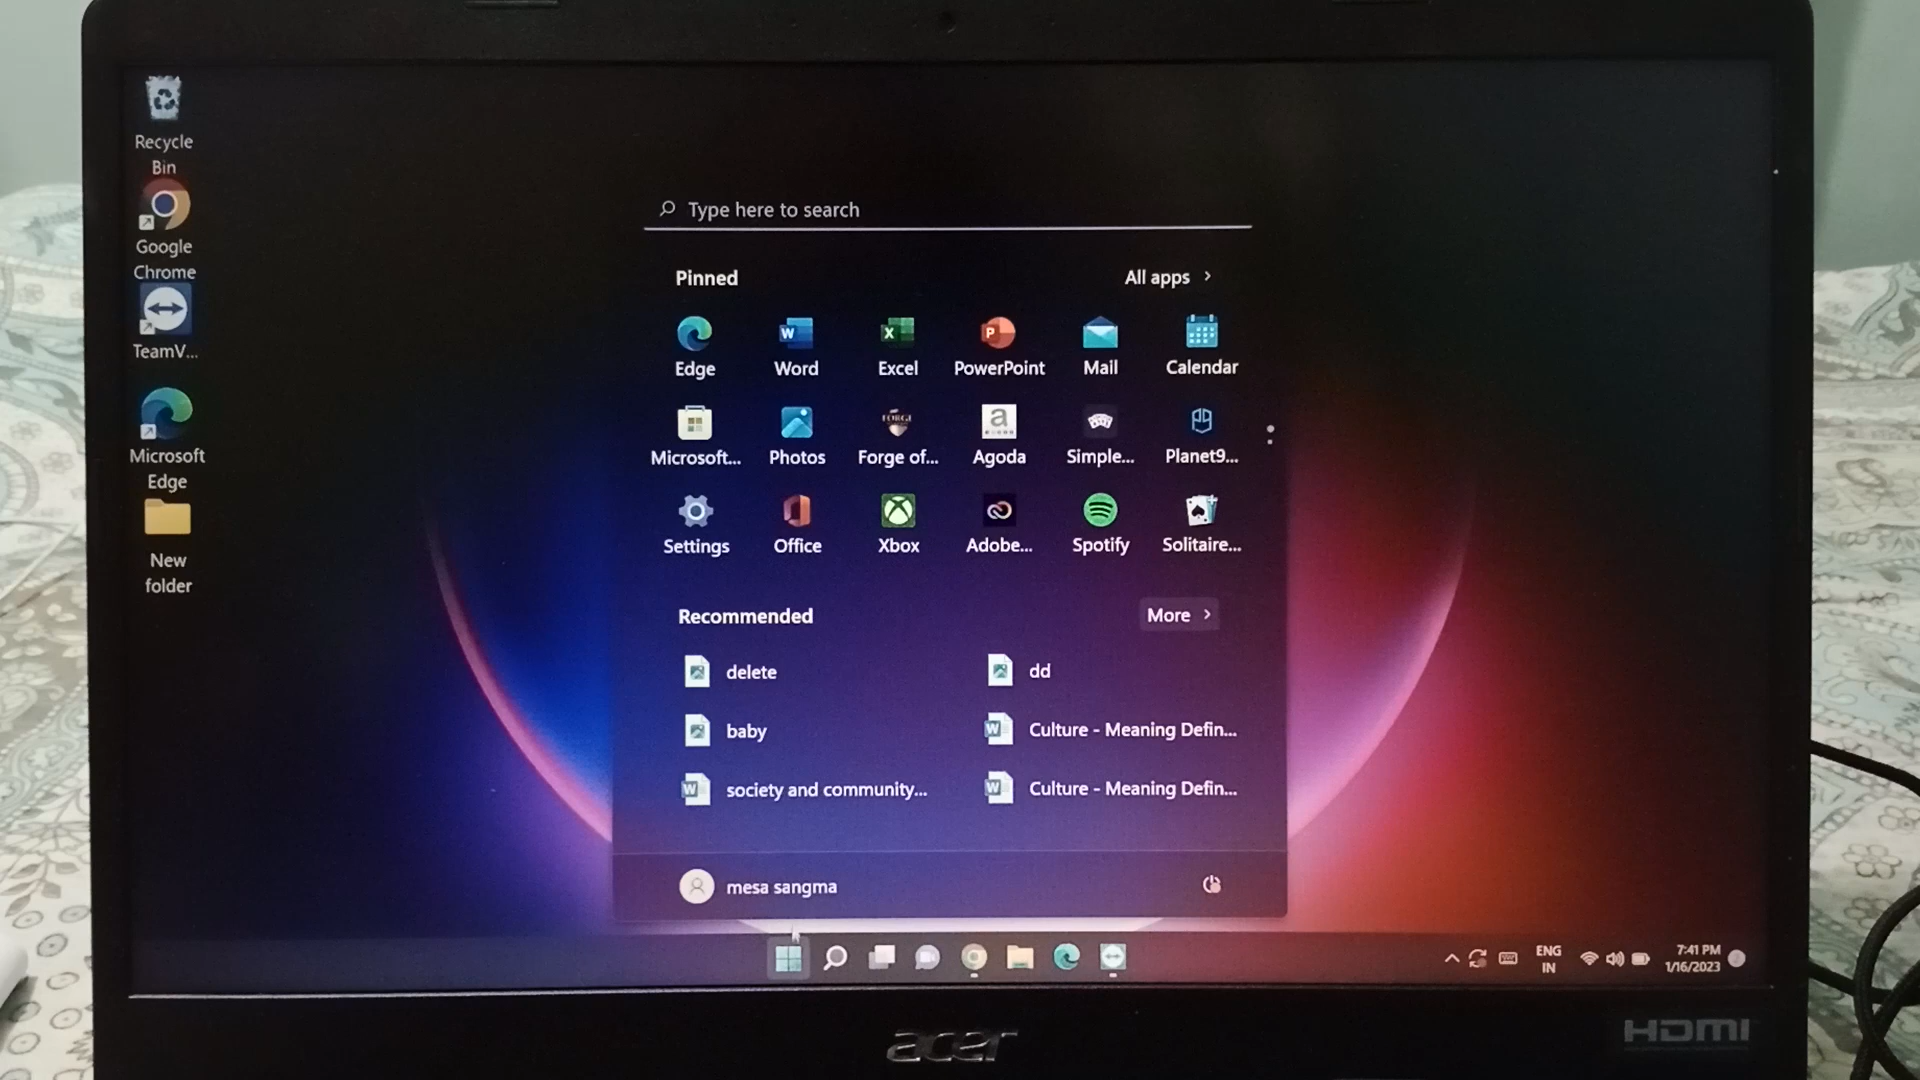 Recycle
Bin
Google
Chrome
TeamV...
Microsoft
Edge
New
folder
Type here to search
Pinned
All apps >
Edge
Word
Excel
PowerPoint
Mail
Calendar
Microsoft...
Photos
Forge of...
Agoda
Simple...
Planet9...
Settings
Office
Xbox
Adobe...
Spotify
Solitaire...
Recommended
More >
delete
dd
baby
Culture - Meaning Defin...
society and community...
Culture - Meaning Defin...
mesa sangma
ENG
IN
7:41 PM
1/16/2023
acer
HDMI